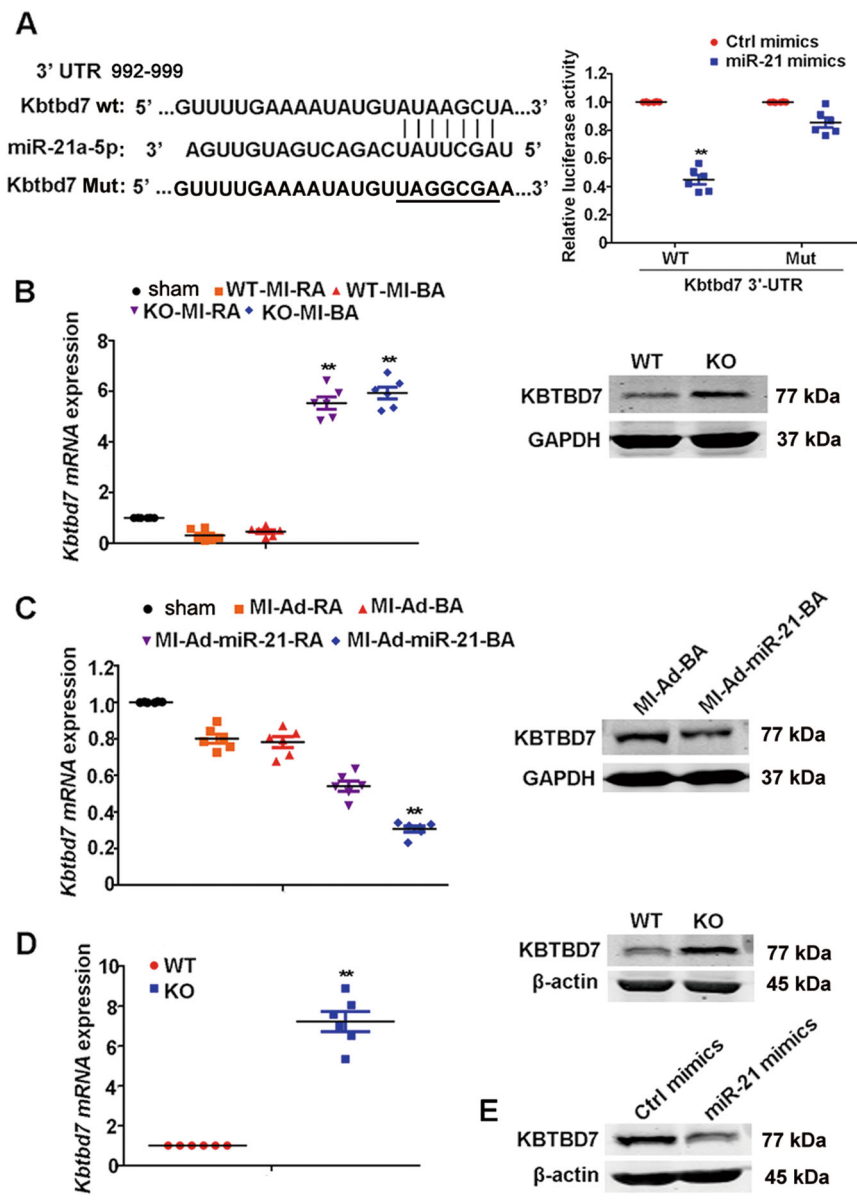 A
3' UTR 992-999
Kbtbd7 wt: 5' ...GUUUUGAAAAUAUGUAUAAGCUA...3'
miR-21a-5p: 3' AGUUGUAGUCAGACUAUUCGAU 5'
Kbtbd7 Mut: 5' ...GUUUUGAAAAUAUGUUAGGCGAA...3'
Ctrl mimics
miR-21 mimics
Relative luciferase activity
1.2
1.0
0.8
0.6
0.4
0.2
0
**
WT Mut
Kbtbd7 3'-UTR
B
sham WT-MI-RA WT-MI-BA
KO-MI-RA KO-MI-BA
Kbtbd7 mRNA expression
8
6
4
2
0
** **
WT KO
KBTBD7 77 kDa
GAPDH 37 kDa
C
sham MI-Ad-RA MI-Ad-BA
MI-Ad-miR-21-RA MI-Ad-miR-21-BA
Kbtbd7 mRNA expression
1.2
1.0
0.8
0.6
0.4
0.2
0
**
MI-Ad-BA MI-Ad-miR-21-BA
KBTBD7 77 kDa
GAPDH 37 kDa
D
WT
KO
Kbtbd7 mRNA expression
10
8
6
4
2
0
**
WT KO
KBTBD7 77 kDa
β-actin 45 kDa
E
Ctrl mimics miR-21 mimics
KBTBD7 77 kDa
β-actin 45 kDa